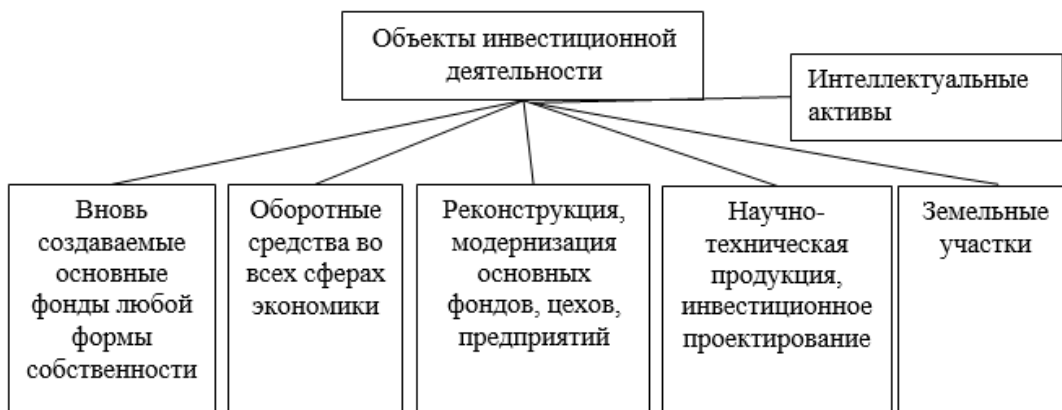 Объекты инвестиционной
деятельности
Интеллектуальные
активы
Вновь
создаваемые
основные
фонды любой
формы
собственности
Оборотные
средства во
всех сферах
экономики
Реконструкция,
модернизация
основных
фондов, цехов,
предприятий
Научно-
техническая
продукция,
инвестиционное
проектирование
Земельные
участки